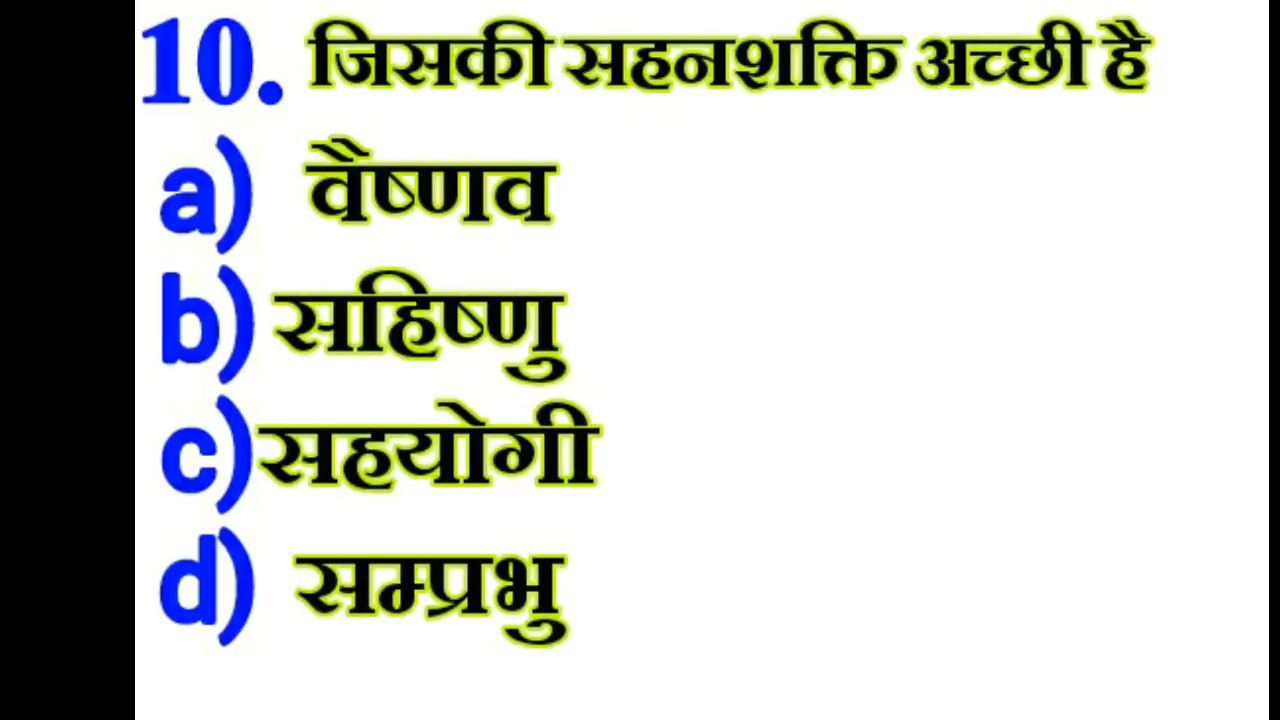 10. जिसकी सहनशक्ति अच्छी है
a) वैष्णव
b) सहिष्णु
c) सहयोगी
d) सम्प्रभु